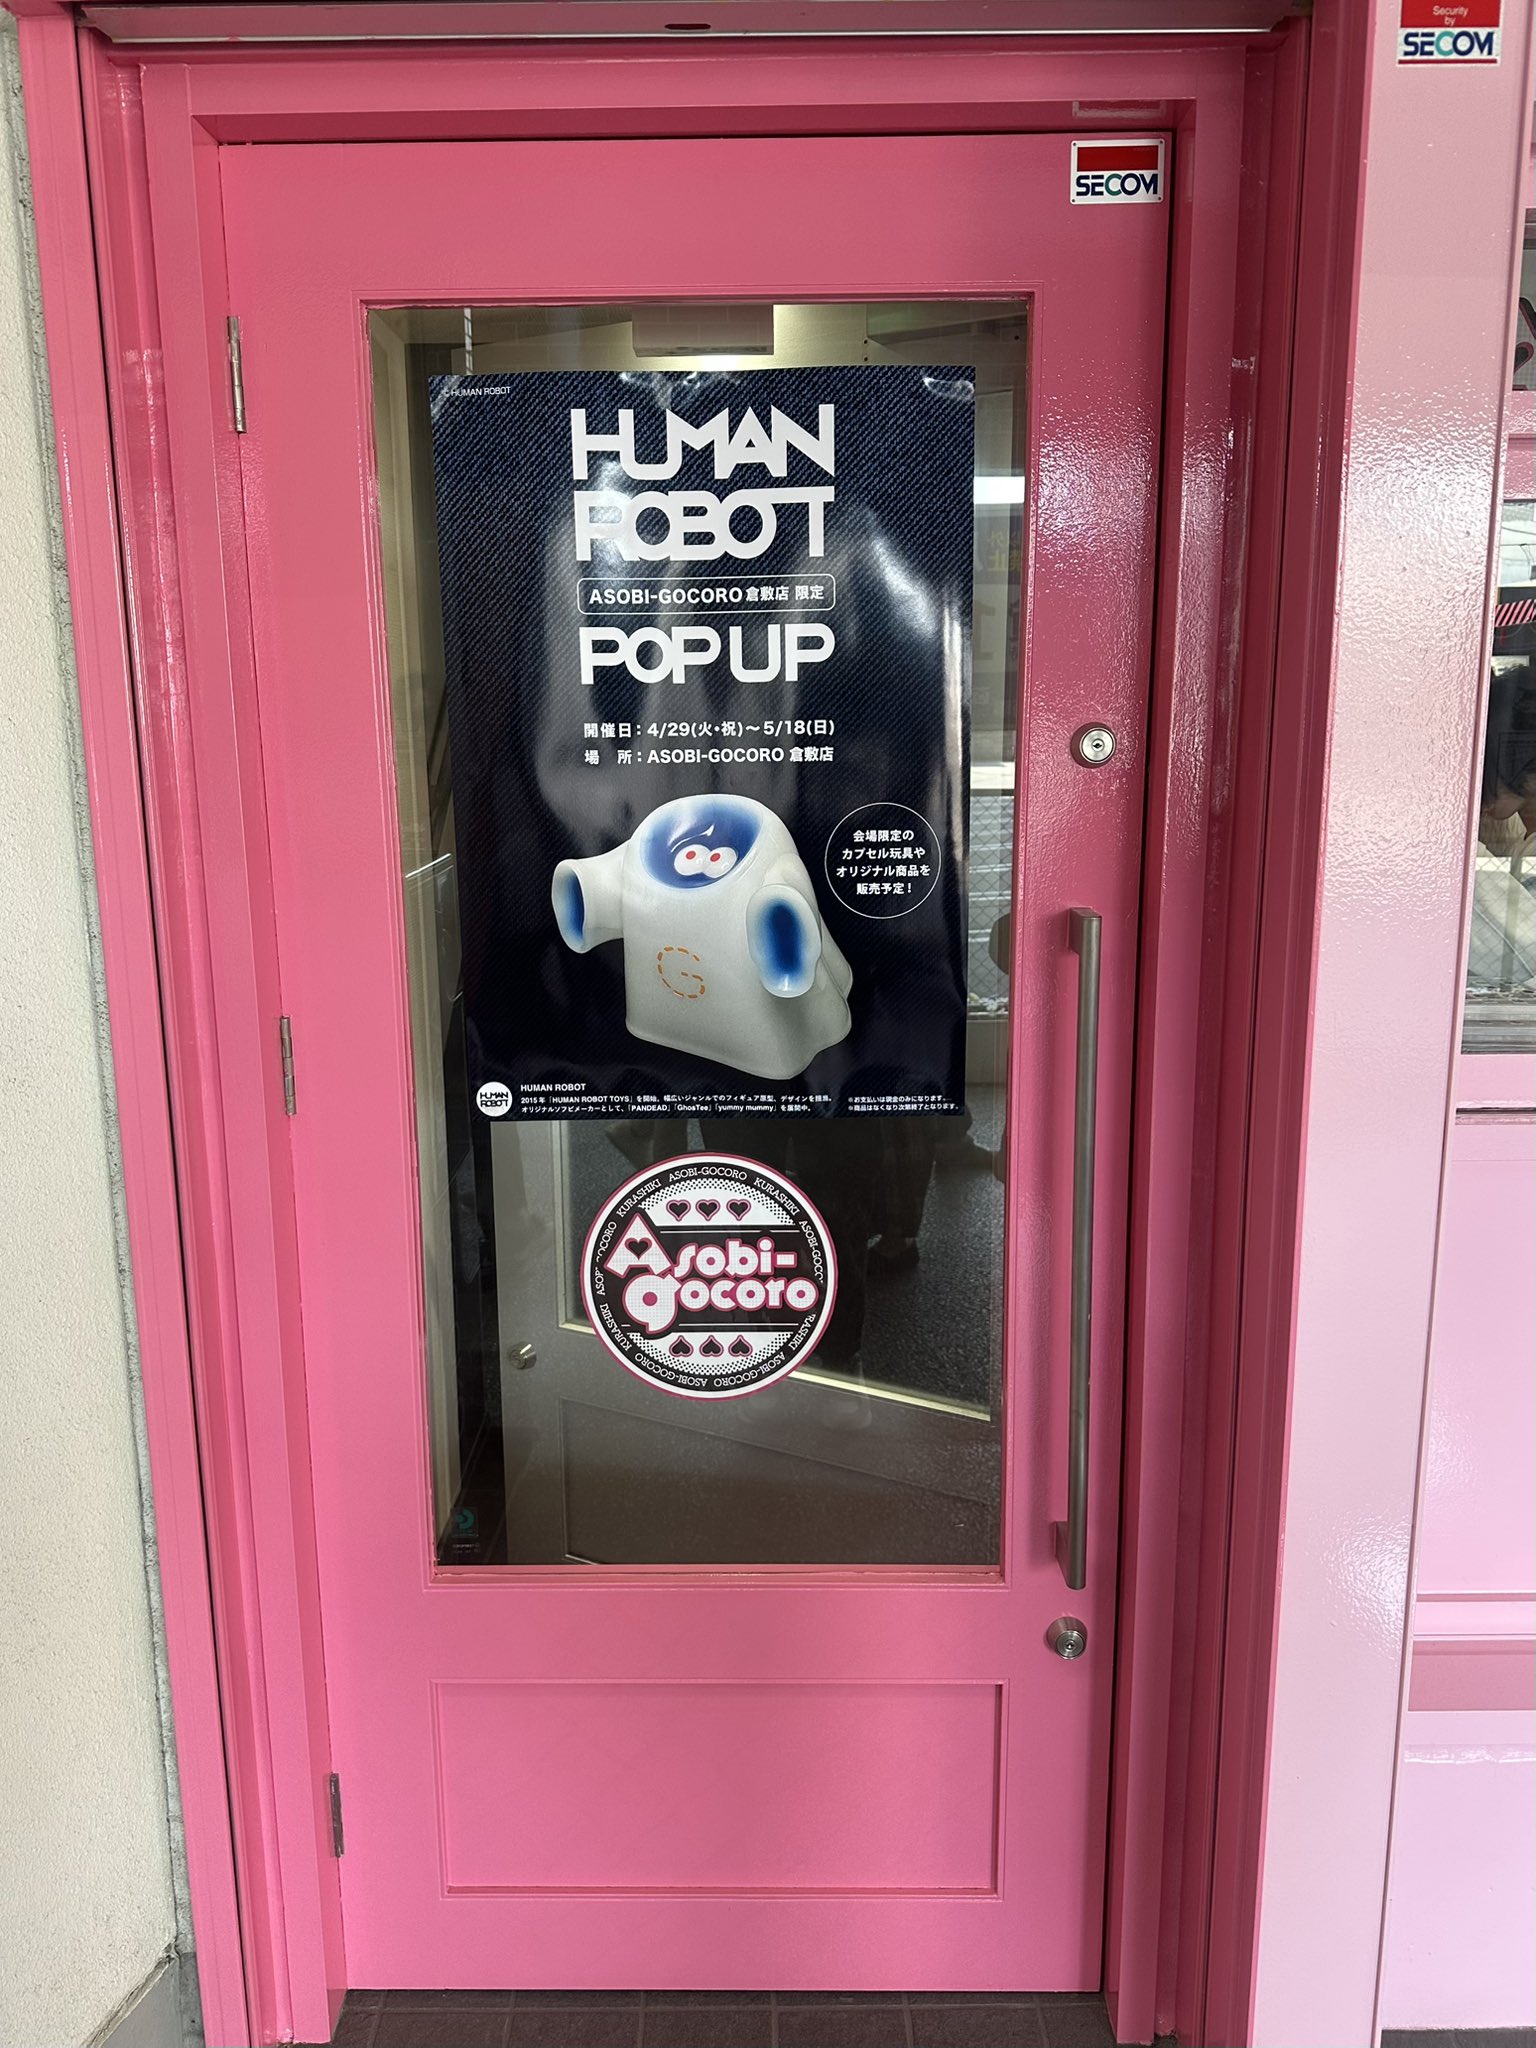 Security
by
SECOM
SECOM
© HUMAN ROBOT
HUMAN
ROBOT
ASOBI-GOCORO 倉敷店 限定
POP UP
開催日：4/29(火・祝)〜5/18(日)
場　所：ASOBI-GOCORO 倉敷店
会場限定の
カプセル玩具や
オリジナル商品を
販売予定！
G
HUMAN
ROBOT
HUMAN ROBOT
2015年「HUMAN ROBOT TOYS」を開始。幅広いジャンルでのフィギュア原型、デザインを担当。
オリジナルソフビメーカーとして、「PANDEAD」「GhosTee」「yummy mummy」を展開中。
※お支払いは現金のみになります。
※商品はなくなり次第終了となります。
ASOBI-GOCORO KURASHIKI ASOBI-GOCORO KURASHIKI ASOBI-GOCORO KURASHIKI
Asobi-
gocoro